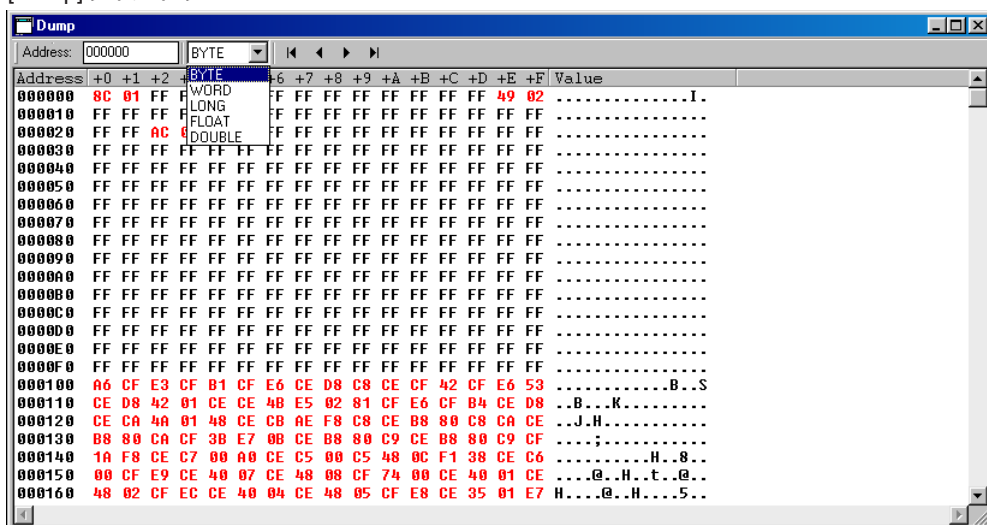 [Dump]
Dump
Address: 000000 BYTE
Address +0 +1 +2 +6 +7 +8 +9 +A +B +C +D +E +F Value
BYTE
WORD
LONG
FLOAT
DOUBLE
000000 8C 01 FF FF FF FF FF FF FF FF FF 49 02 ..............I.
000010 FF FF FF FF FF FF FF FF FF FF FF FF FF ................
000020 FF FF AC FF FF FF FF FF FF FF FF FF FF ................
000030 FF FF FF FF FF FF FF FF FF FF FF FF FF FF FF FF ................
000040 FF FF FF FF FF FF FF FF FF FF FF FF FF FF FF FF ................
000050 FF FF FF FF FF FF FF FF FF FF FF FF FF FF FF FF ................
000060 FF FF FF FF FF FF FF FF FF FF FF FF FF FF FF FF ................
000070 FF FF FF FF FF FF FF FF FF FF FF FF FF FF FF FF ................
000080 FF FF FF FF FF FF FF FF FF FF FF FF FF FF FF FF ................
000090 FF FF FF FF FF FF FF FF FF FF FF FF FF FF FF FF ................
0000A0 FF FF FF FF FF FF FF FF FF FF FF FF FF FF FF FF ................
0000B0 FF FF FF FF FF FF FF FF FF FF FF FF FF FF FF FF ................
0000C0 FF FF FF FF FF FF FF FF FF FF FF FF FF FF FF FF ................
0000D0 FF FF FF FF FF FF FF FF FF FF FF FF FF FF FF FF ................
0000E0 FF FF FF FF FF FF FF FF FF FF FF FF FF FF FF FF ................
0000F0 FF FF FF FF FF FF FF FF FF FF FF FF FF FF FF FF ................
000100 A6 CF E3 CF B1 CF E6 CE D8 C8 CE CF 42 CF E6 53 ............B..S
000110 CE D8 42 01 CE CE 4B E5 02 81 CF E6 CF B4 CE D8 ..B...K.........
000120 CE CA 4A 01 48 CE CB AE F8 C8 CE B8 80 C8 CA CE ..J.H...........
000130 B8 80 CA CF 3B E7 0B CE B8 80 C9 CE B8 80 C9 CF ....;...........
000140 1A F8 CE C7 00 A0 CE C5 00 C5 48 0C F1 38 CE C6 ..........H..8..
000150 00 CF E9 CE 40 07 CE 48 08 CF 74 00 CE 40 01 CE ....@..H..t..@..
000160 48 02 CF EC CE 40 04 CE 48 05 CF E8 CE 35 01 E7 H....@..H....5..